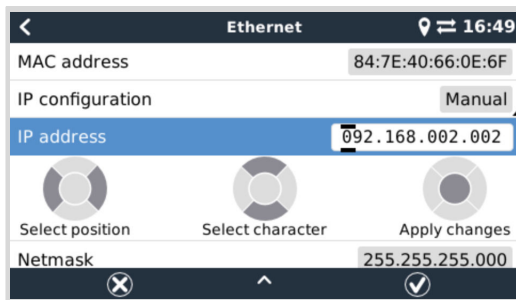 Ethernet 16:49
MAC address 84:7E:40:66:0E:6F
IP configuration Manual
IP address 092.168.002.002
Select position Select character Apply changes
Netmask 255.255.255.000